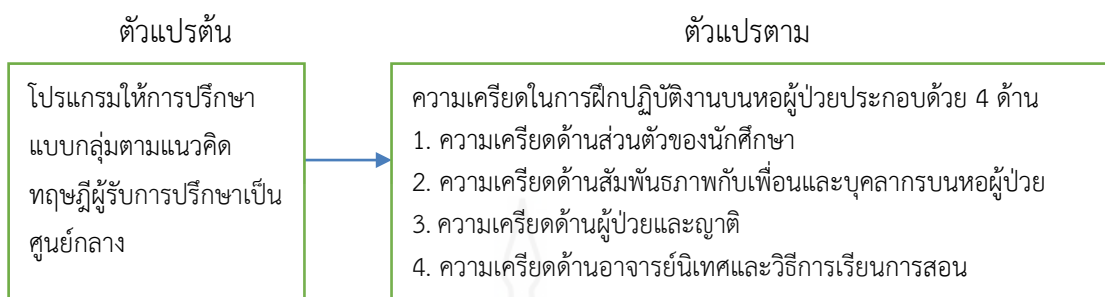 ตัวแปรต้น
ตัวแปรตาม
โปรแกรมให้การปรึกษา
แบบกลุ่มตามแนวคิด
ทฤษฎีผู้รับการปรึกษาเป็น
ศูนย์กลาง
ความเครียดในการฝึกปฏิบัติงานบนหอผู้ป่วยประกอบด้วย 4 ด้าน
1. ความเครียดด้านส่วนตัวของนักศึกษา
2. ความเครียดด้านสัมพันธภาพกับเพื่อนและบุคลากรบนหอผู้ป่วย
3. ความเครียดด้านผู้ป่วยและญาติ
4. ความเครียดด้านอาจารย์นิเทศและวิธีการเรียนการสอน